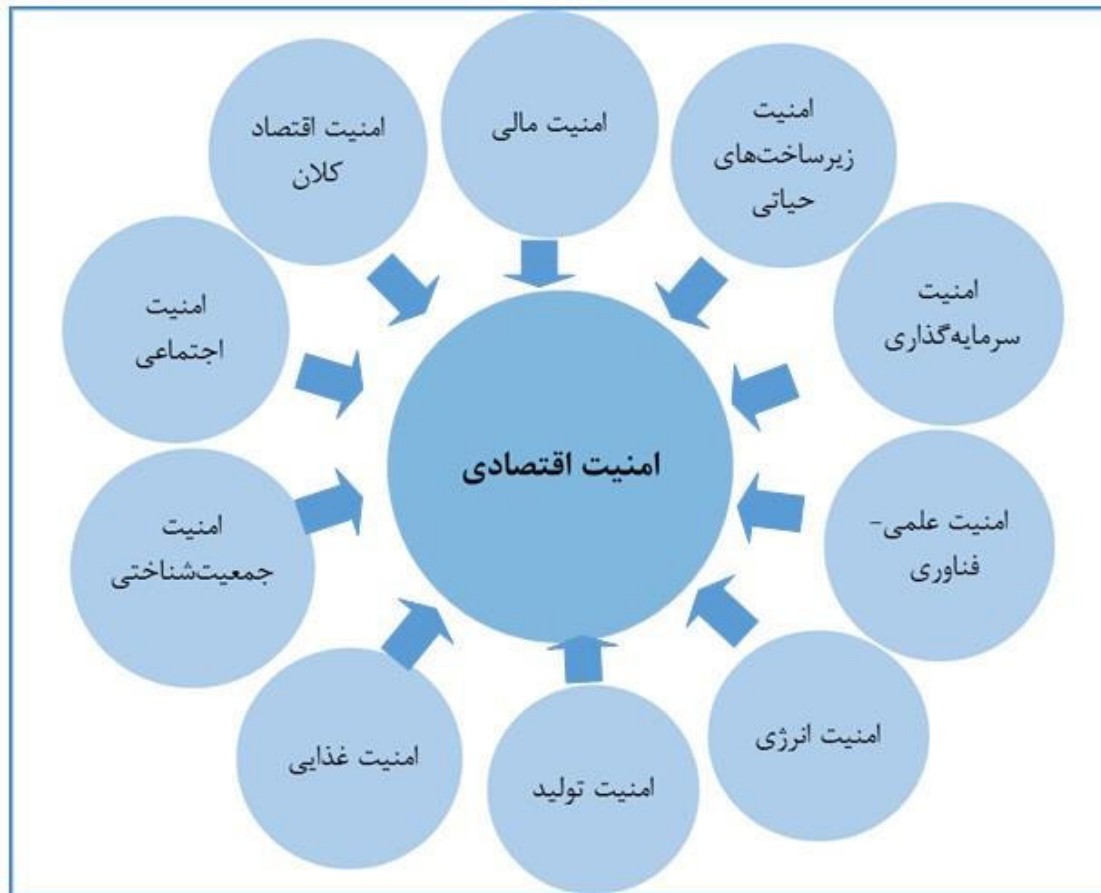 امنیت مالی
امنیت
زیرساخت‌های
حیاتی
امنیت
سرمایه‌گذاری
امنیت علمی-
فناوری
امنیت انرژی
امنیت تولید
امنیت غذایی
امنیت
جمعیت‌شناختی
امنیت
اجتماعی
امنیت اقتصاد
کلان
امنیت اقتصادی